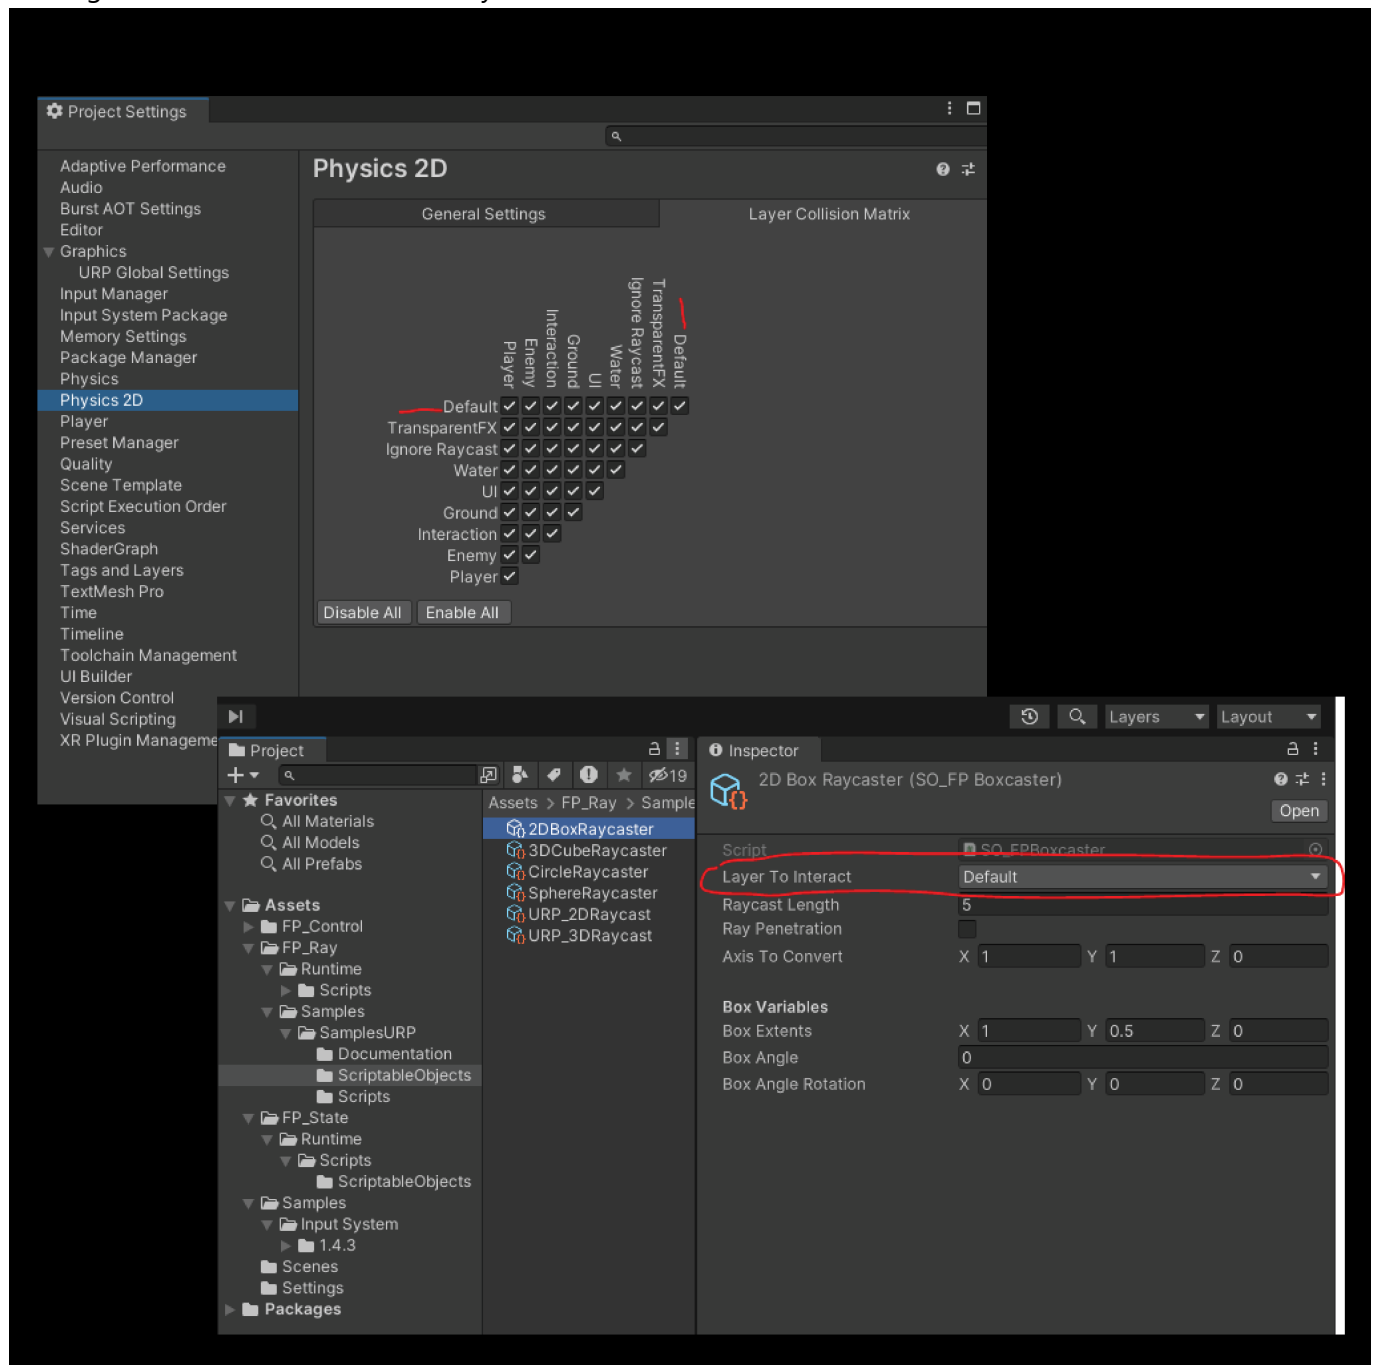 Project Settings
Adaptive Performance
Audio
Burst AOT Settings
Editor
Graphics
URP Global Settings
Input Manager
Input System Package
Memory Settings
Package Manager
Physics
Physics 2D
Player
Preset Manager
Quality
Scene Template
Script Execution Order
Services
ShaderGraph
Tags and Layers
TextMesh Pro
Time
Timeline
Toolchain Management
UI Builder
Version Control
Visual Scripting
XR Plugin Manageme
Physics 2D
General Settings
Layer Collision Matrix
Player
Enemy
Interaction
Ground
UI
Water
Ignore Raycast
TransparentFX
Default
Default
TransparentFX
Ignore Raycast
Water
UI
Ground
Interaction
Enemy
Player
Disable All
Enable All
Layers
Layout
Project
19
Favorites
All Materials
All Models
All Prefabs
Assets
FP_Control
FP_Ray
Runtime
Scripts
Samples
SamplesURP
Documentation
ScriptableObjects
Scripts
FP_State
Runtime
Scripts
ScriptableObjects
Samples
Input System
1.4.3
Scenes
Settings
Packages
Assets > FP_Ray > Sample
2DBoxRaycaster
3DCubeRaycaster
CircleRaycaster
SphereRaycaster
URP_2DRaycast
URP_3DRaycast
Inspector
2D Box Raycaster (SO_FP Boxcaster)
Open
Script SO_FPBoxcaster
Layer To Interact Default
Raycast Length 5
Ray Penetration
Axis To Convert X 1 Y 1 Z 0
Box Variables
Box Extents X 1 Y 0.5 Z 0
Box Angle 0
Box Angle Rotation X 0 Y 0 Z 0